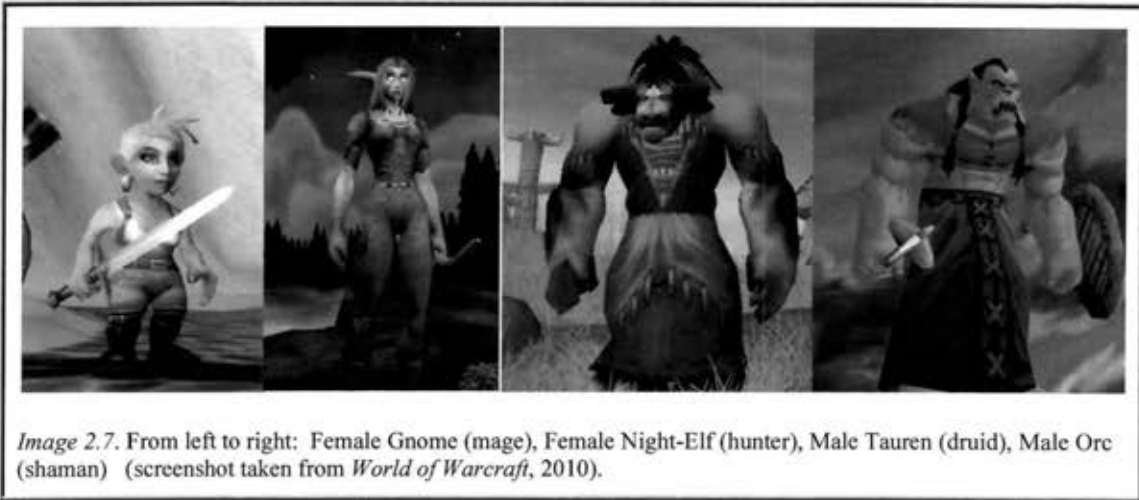 Image 2.7. From left to right:  Female Gnome (mage), Female Night-Elf (hunter), Male Tauren (druid), Male Orc
(shaman)  (screenshot taken from World of Warcraft, 2010).